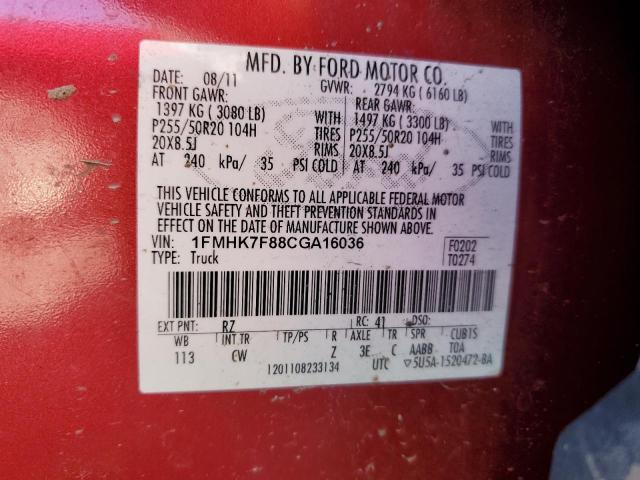 MFD. BY FORD MOTOR CO.
DATE: 08/11 GVWR: 2794 KG ( 6160 LB)
FRONT GAWR: REAR GAWR:
1397 KG ( 3080 LB) WITH 1497 KG ( 3300 LB) WITH
P255/50R20 104H TIRES P255/50R20 104H TIRES
20X8.5J RIMS 20X8.5J RIMS
AT 240 kPa/ 35 PSI COLD AT 240 kPa/ 35 PSI COLD
THIS VEHICLE CONFORMS TO ALL APPLICABLE FEDERAL MOTOR
VEHICLE SAFETY AND THEFT PREVENTION STANDARDS IN
EFFECT ON THE DATE OF MANUFACTURE SHOWN ABOVE.
VIN: 1FMHK7F88CGA16036 F0202
TYPE: Truck T0274
EXT PNT: RZ RC: 41 DSO:
WB INT TR TP/PS R AXLE TR SPR CUBTS
113 CW Z 3E C AABB TOA
1201108233134 UTC ▽5U5A-1520472-BA